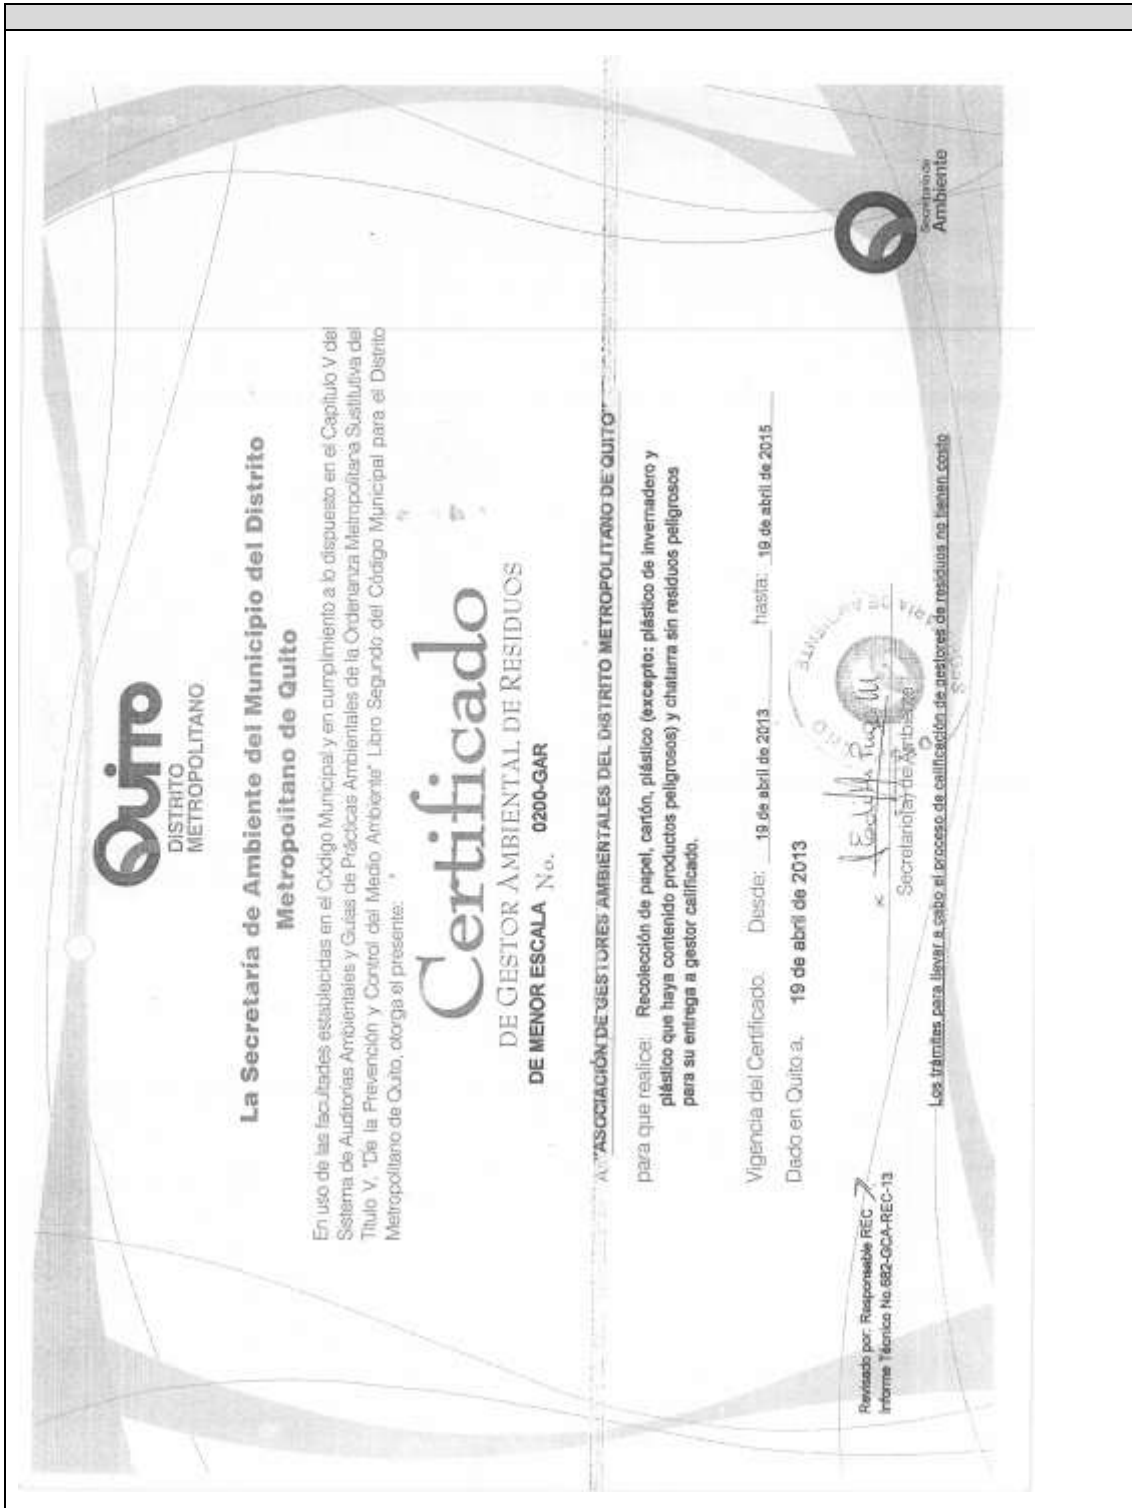 QUITO
DISTRITO
METROPOLITANO
La Secretaría de Ambiente del Municipio del Distrito
Metropolitano de Quito
En uso de las facultades establecidas en el Código Municipal y en cumplimiento a lo dispuesto en el Capítulo V del
Sistema de Auditorías Ambientales y Guías de Prácticas Ambientales de la Ordenanza Metropolitana Sustitutiva del
Título V, "De la Prevención y Control del Medio Ambiente" Libro Segundo del Código Municipal para el Distrito
Metropolitano de Quito, otorga el presente:
Certificado
DE GESTOR AMBIENTAL DE RESIDUOS
DE MENOR ESCALA No. 0200-GAR
A: "ASOCIACIÓN DE GESTORES AMBIENTALES DEL DISTRITO METROPOLITANO DE QUITO"
para que realice: Recolección de papel, cartón, plástico (excepto: plástico de invernadero y
plástico que haya contenido productos peligrosos) y chatarra sin residuos peligrosos
para su entrega a gestor calificado.
Vigencia del Certificado. Desde: 19 de abril de 2013 hasta: 19 de abril de 2015
Dado en Quito a, 19 de abril de 2013
Secretario(a) de Ambiente
Revisado por: Responsable REC
Informe Técnico No.682-GCA-REC-13
Los trámites para llevar a cabo el proceso de calificación de gestores de residuos no tienen costo
Secretaría de
Ambiente